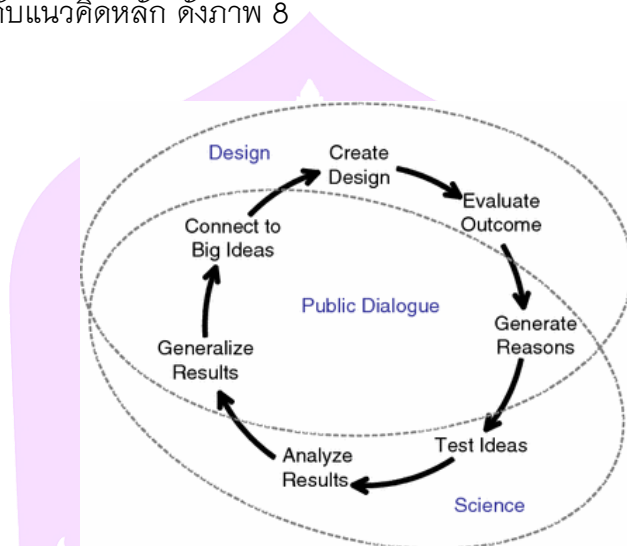 กับแนวคิดหลัก ดังภาพ 8
Design
Create
Design
Evaluate
Outcome
Connect to
Big Ideas
Public Dialogue
Generate
Reasons
Generalize
Results
Test Ideas
Analyze
Results
Science